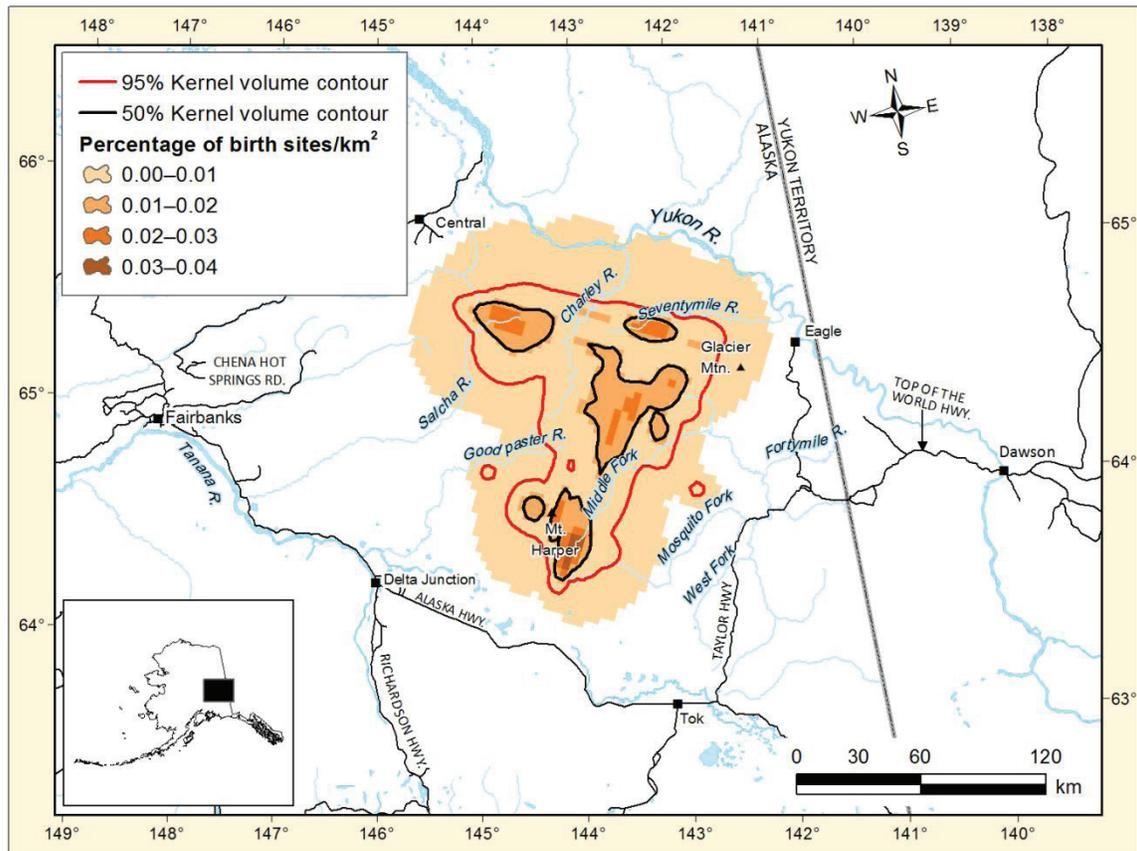 148° 147° 146° 145° 144° 143° 142° 141° 140° 139° 138°
95% Kernel volume contour
50% Kernel volume contour
Percentage of birth sites/km²
0.00–0.01
0.01–0.02
0.02–0.03
0.03–0.04
N
W E
S
66°
65°
64°
65°
64°
63°
YUKON TERRITORY
ALASKA
Central
Yukon R.
Charley R.
Seventymile R.
Eagle
Glacier
Mtn.
CHENA HOT
SPRINGS RD.
Salcha R.
TOP OF THE
WORLD HWY.
Fairbanks
Tanana R.
Good paster R.
Fortymile R.
Dawson
Middle Fork
Mt.
Harper
Mosquito Fork
West Fork
Delta Junction
ALASKA HWY.
TAYLOR HWY
RICHARDSON HWY.
Tok
0 30 60 120
km
149° 148° 147° 146° 145° 144° 143° 142° 141° 140°